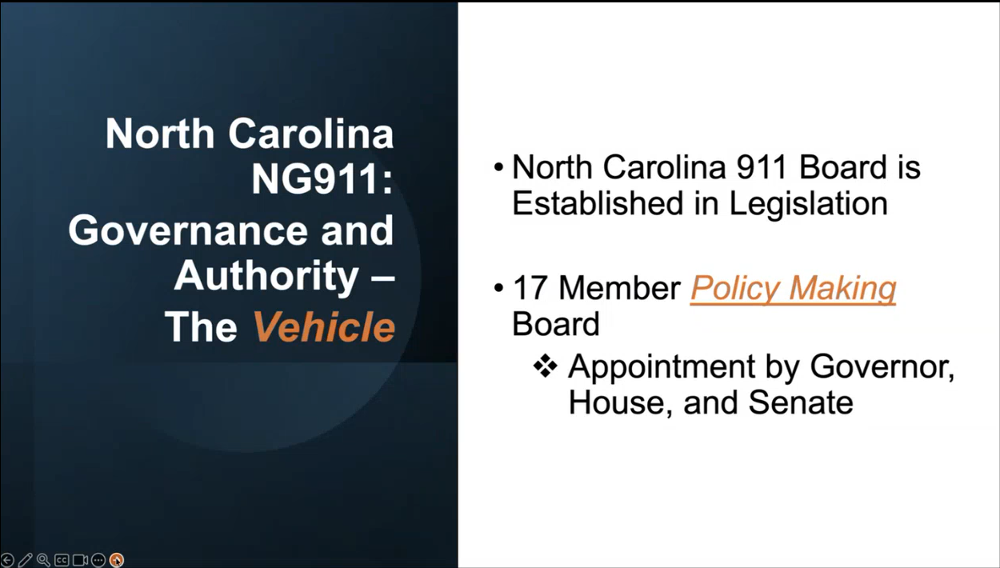 North Carolina
NG911:
Governance and
Authority –
The Vehicle
• North Carolina 911 Board is
Established in Legislation
• 17 Member Policy Making
Board
❖ Appointment by Governor,
House, and Senate
CC